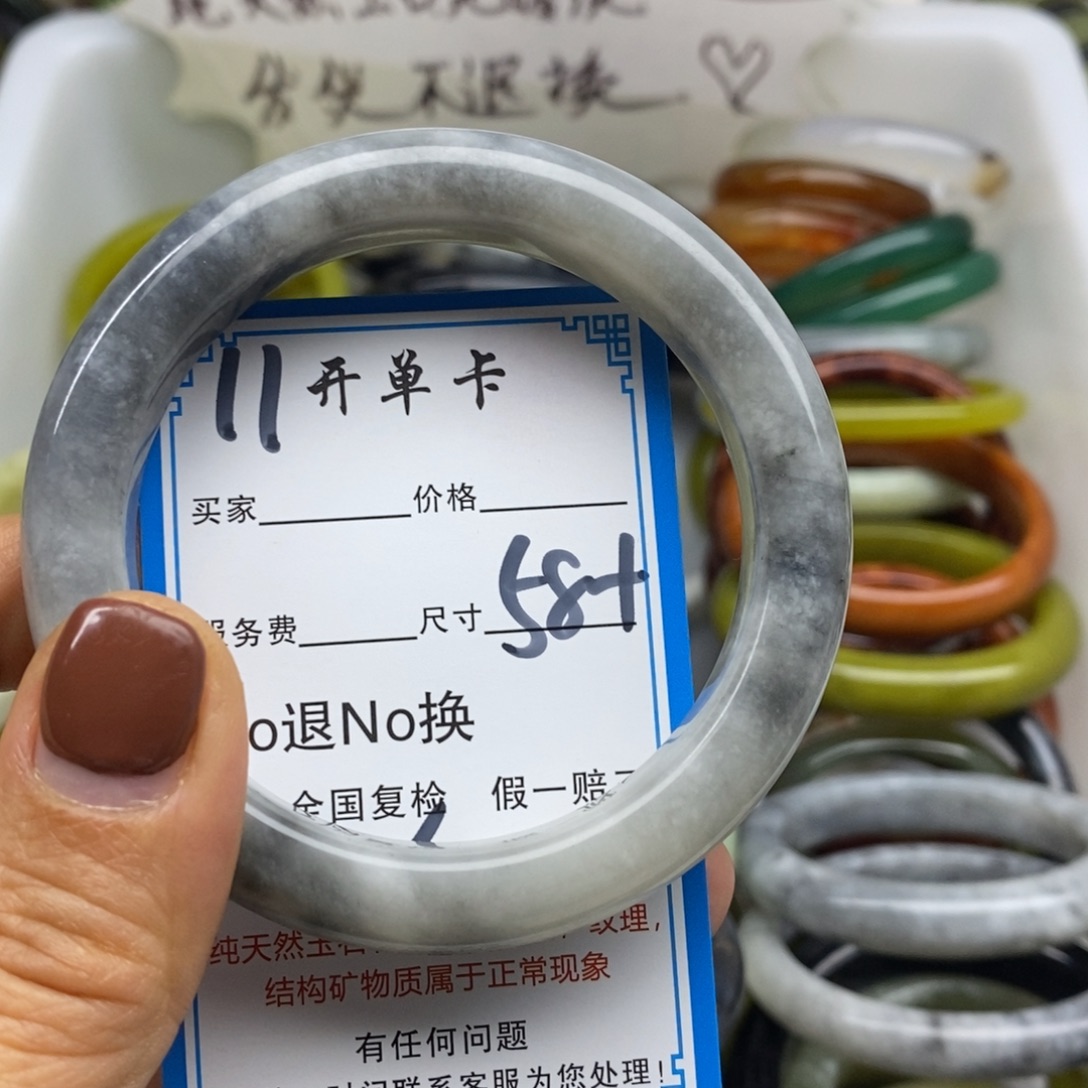 售出不退换
11 开单卡
买家 价格
服务费 尺寸 58+
No退No换
全国复检 假一赔
纯天然玉石 纹理,
结构矿物质属于正常现象
有任何问题
联系客服为您处理!